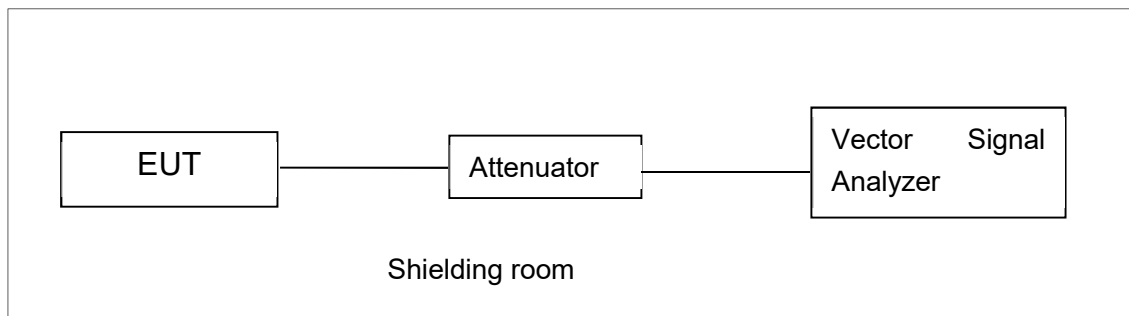 EUT
Attenuator
Vector Signal
Analyzer
Shielding room